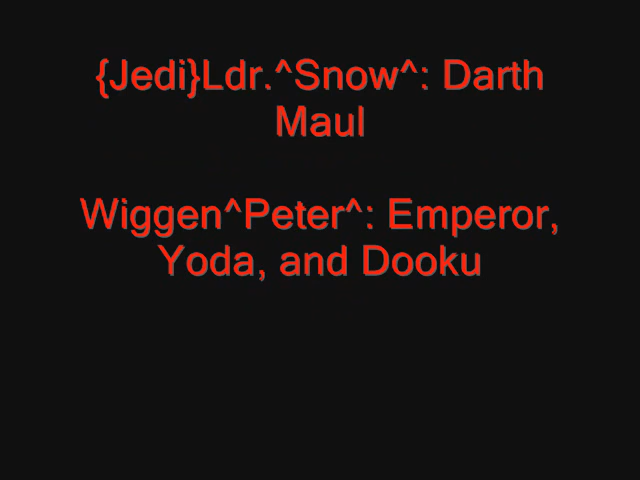 {Jedi}Ldr.^Snow^: Darth
Maul
Wiggen^Peter^: Emperor,
Yoda, and Dooku